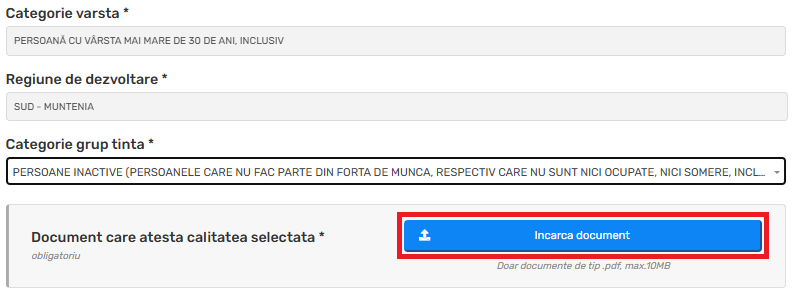 Categorie varsta *
PERSOANĂ CU VÂRSTA MAI MARE DE 30 DE ANI, INCLUSIV
Regiune de dezvoltare *
SUD - MUNTENIA
Categorie grup tinta *
PERSOANE INACTIVE (PERSOANELE CARE NU FAC PARTE DIN FORTA DE MUNCA, RESPECTIV CARE NU SUNT NICI OCUPATE, NICI SOMERE, INCL...
Document care atesta calitatea selectata *
obligatoriu
Incarca document
Doar documente de tip .pdf, max.10MB